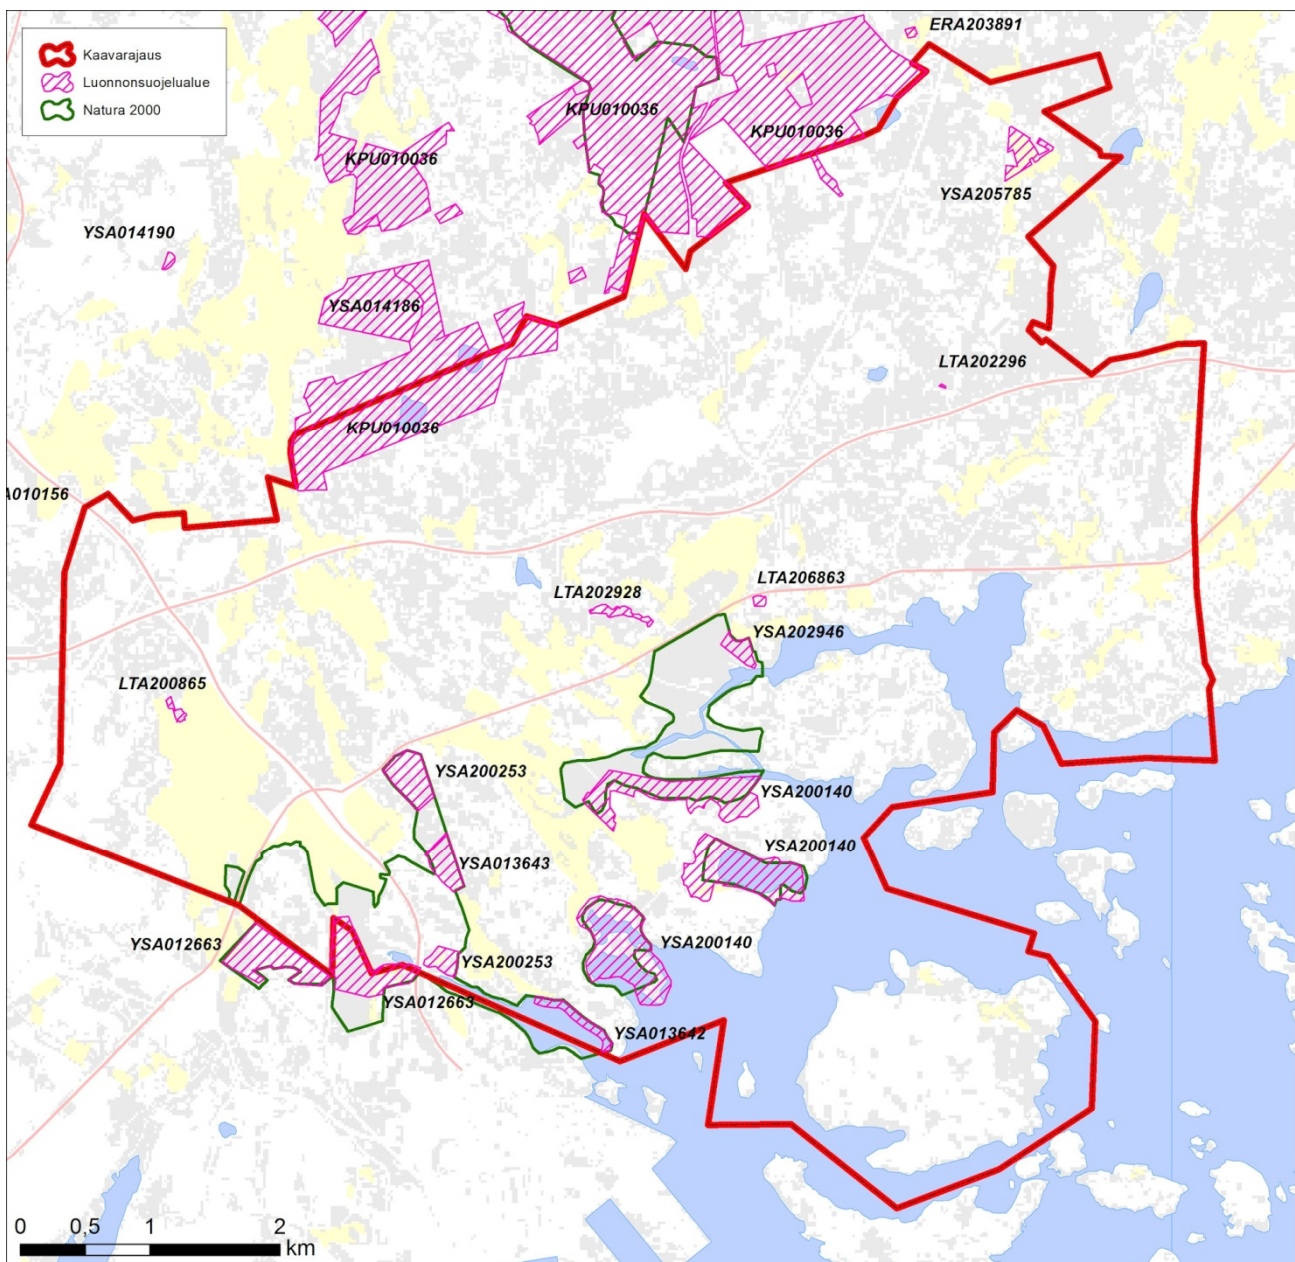 ERA203891
Kaavarajaus
Luonnonsuojelualue
Natura 2000
KPU010036
KPU010036
KPU010036
YSA205785
YSA014190
YSA014186
LTA202296
KPU010036
A010156
LTA206863
LTA202928
YSA202946
LTA200865
YSA200253
YSA200140
YSA200140
YSA013643
YSA012663
YSA200140
YSA200253
YSA012663
YSA013642
0 0,5 1 2
km